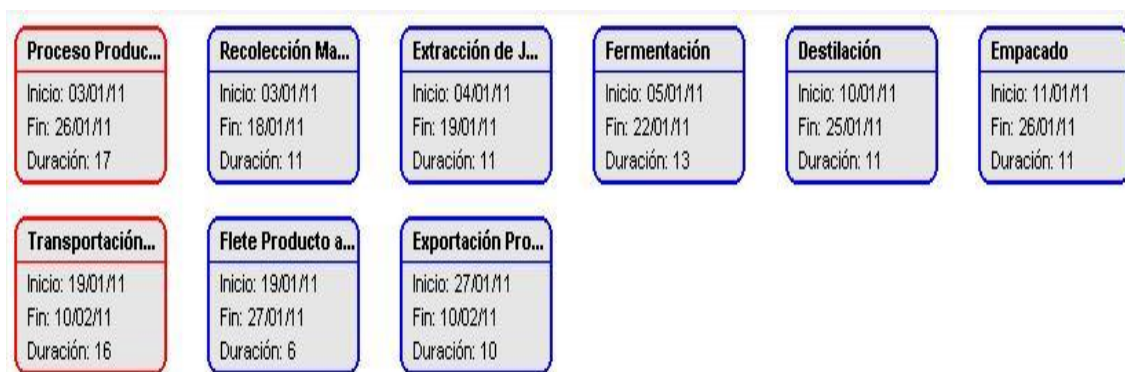 Proceso Produc...
Inicio: 03/01/11
Fin: 26/01/11
Duración: 17
Recolección Ma...
Inicio: 03/01/11
Fin: 18/01/11
Duración: 11
Extracción de J...
Inicio: 04/01/11
Fin: 19/01/11
Duración: 11
Fermentación
Inicio: 05/01/11
Fin: 22/01/11
Duración: 13
Destilación
Inicio: 10/01/11
Fin: 25/01/11
Duración: 11
Empacado
Inicio: 11/01/11
Fin: 26/01/11
Duración: 11
Transportación...
Inicio: 19/01/11
Fin: 10/02/11
Duración: 16
Flete Producto a...
Inicio: 19/01/11
Fin: 27/01/11
Duración: 6
Exportación Pro...
Inicio: 27/01/11
Fin: 10/02/11
Duración: 10